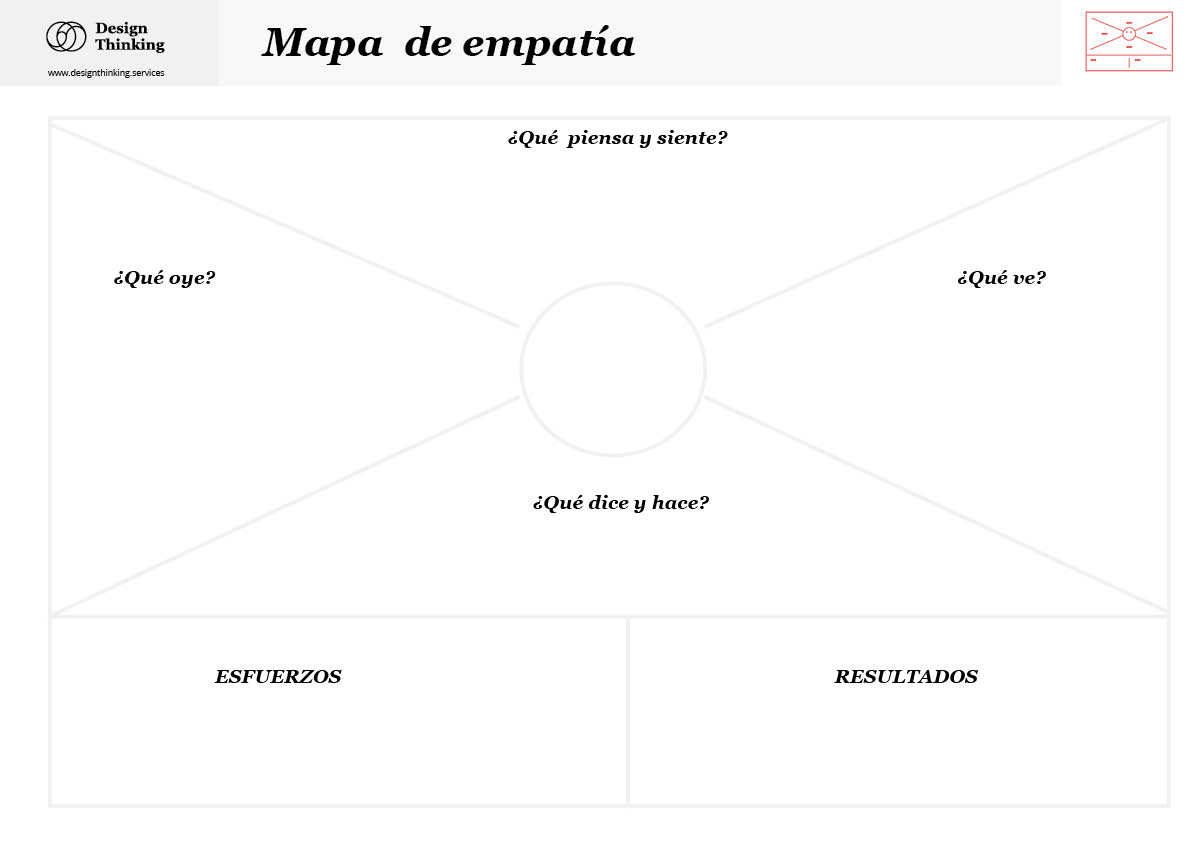 Design
Thinking
www.designthinking.services
Mapa de empatía
¿Qué piensa y siente?
¿Qué oye?
¿Qué ve?
¿Qué dice y hace?
ESFUERZOS
RESULTADOS